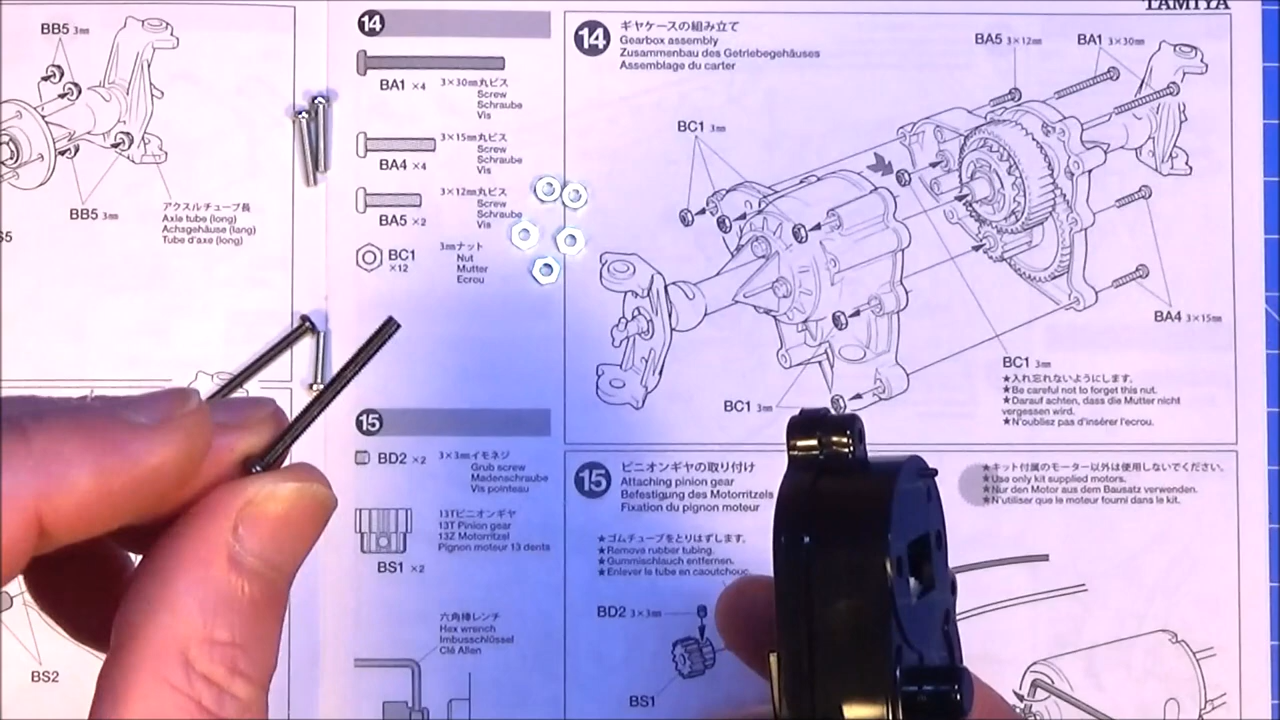 TAMIYA
BB5 3mm
BB5 3mm
アクスルチューブ長
Axle tube (long)
Achsgehäuse (lang)
Tube d'axe (long)
S5
BS2
14
BA1 ×4
3×30mm丸ビス
Screw
Schraube
Vis
BA4 ×4
3×15mm丸ビス
Screw
Schraube
Vis
BA5 ×2
3×12mm丸ビス
Screw
Schraube
Vis
BC1
×12
3mmナット
Nut
Mutter
Ecrou
15
BD2 ×2
3×3mmイモネジ
Grub screw
Madenschraube
Vis pointeau
13Tピニオンギヤ
13T Pinion gear
13Z Motorritzel
Pignon moteur 13 dents
BS1 ×2
六角棒レンチ
Hex wrench
Imbusschlüssel
Clé Allen
14
ギヤケースの組み立て
Gearbox assembly
Zusammenbau des Getriebegehäuses
Assemblage du carter
BA5 3×12mm
BA1 3×30mm
BC1 3mm
BA4 3×15mm
BC1 3mm
BC1 3mm
★入れ忘れないようにします。
★Be careful not to forget this nut.
★Darauf achten, dass die Mutter nicht
vergessen wird.
★N'oubliez pas d'insérer l'ecrou.
15
ピニオンギヤの取り付け
Attaching pinion gear
Befestigung des Motorritzels
Fixation du pignon moteur
★キット付属のモーター以外は使用しないでください。
★Use only kit supplied motors.
★Nur den Motor aus dem Bausatz verwenden.
★N'utiliser que le moteur fourni dans le kit.
★ゴムチューブをとりはずします。
★Remove rubber tubing.
★Gummischlauch entfernen.
★Enlever le tube en caoutchouc.
BD2 3×3mm
BS1